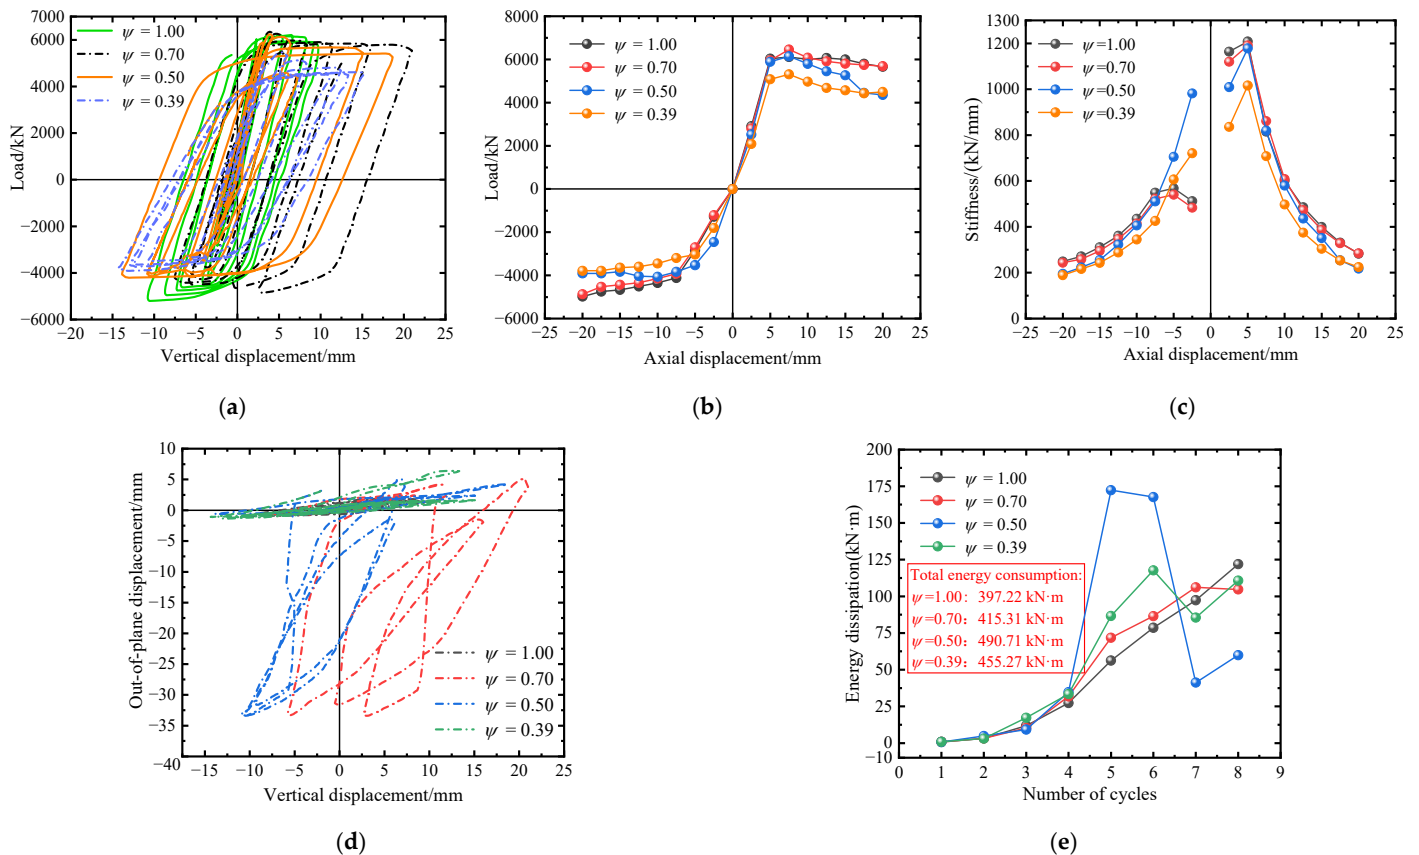 7000
6000
4000
2000
0
−2000
−4000
−6000
−20 −15 −10 −5 0 5 10 15 20 25
Load/kN
Vertical displacement/mm
ψ = 1.00
ψ = 0.70
ψ = 0.50
ψ = 0.39
(a)
8000
6000
4000
2000
0
−2000
−4000
−6000
−25 −20 −15 −10 −5 0 5 10 15 20 25
Load/kN
Axial displacement/mm
ψ = 1.00
ψ = 0.70
ψ = 0.50
ψ = 0.39
(b)
1200
1000
800
600
400
200
0
−25 −20 −15 −10 −5 0 5 10 15 20 25
Stiffness/(kN/mm)
Axial displacement/mm
ψ=1.00
ψ=0.70
ψ=0.50
ψ=0.39
(c)
10
5
0
−5
−10
−15
−20
−25
−30
−35
−40
−15 −10 −5 0 5 10 15 20 25
Out-of-plane displacement/mm
Vertical displacement/mm
ψ = 1.00
ψ = 0.70
ψ = 0.50
ψ = 0.39
(d)
200
175
150
125
100
75
50
25
0
−10
0 1 2 3 4 5 6 7 8 9
Energy dissipation(kN·m)
Number of cycles
ψ = 1.00
ψ = 0.70
ψ = 0.50
ψ = 0.39
Total energy consumption:
ψ=1.00：397.22 kN·m
ψ=0.70：415.31 kN·m
ψ=0.50：490.71 kN·m
ψ=0.39：455.27 kN·m
(e)